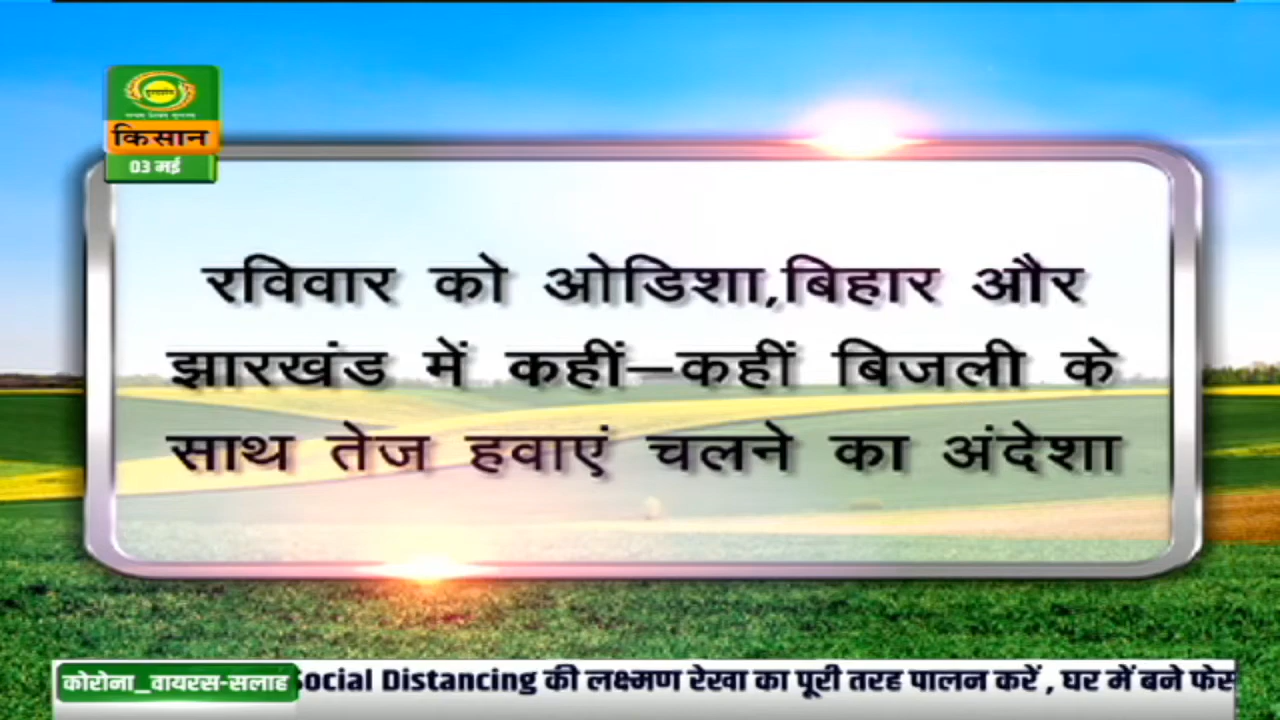 किसान
03 मई
रविवार को ओडिशा,बिहार और
झारखंड में कहीं–कहीं बिजली के
साथ तेज हवाएं चलने का अंदेशा
कोरोना_वायरस-सलाह Social Distancing की लक्ष्मण रेखा का पूरी तरह पालन करें , घर में बने फेस